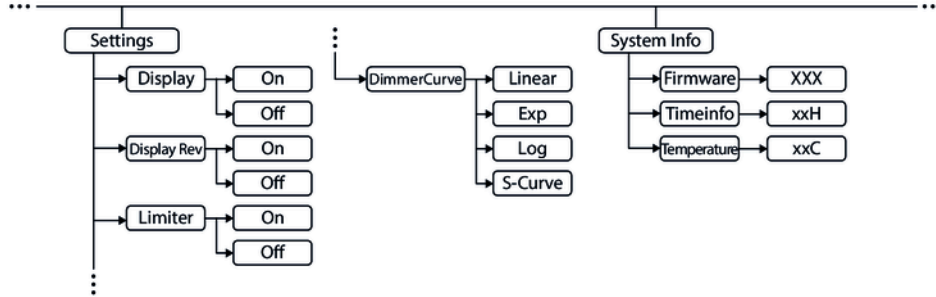 Settings
Display
On
Off
Display Rev
On
Off
Limiter
On
Off
DimmerCurve
Linear
Exp
Log
S-Curve
System Info
Firmware
XXX
Timeinfo
xxH
Temperature
xxC